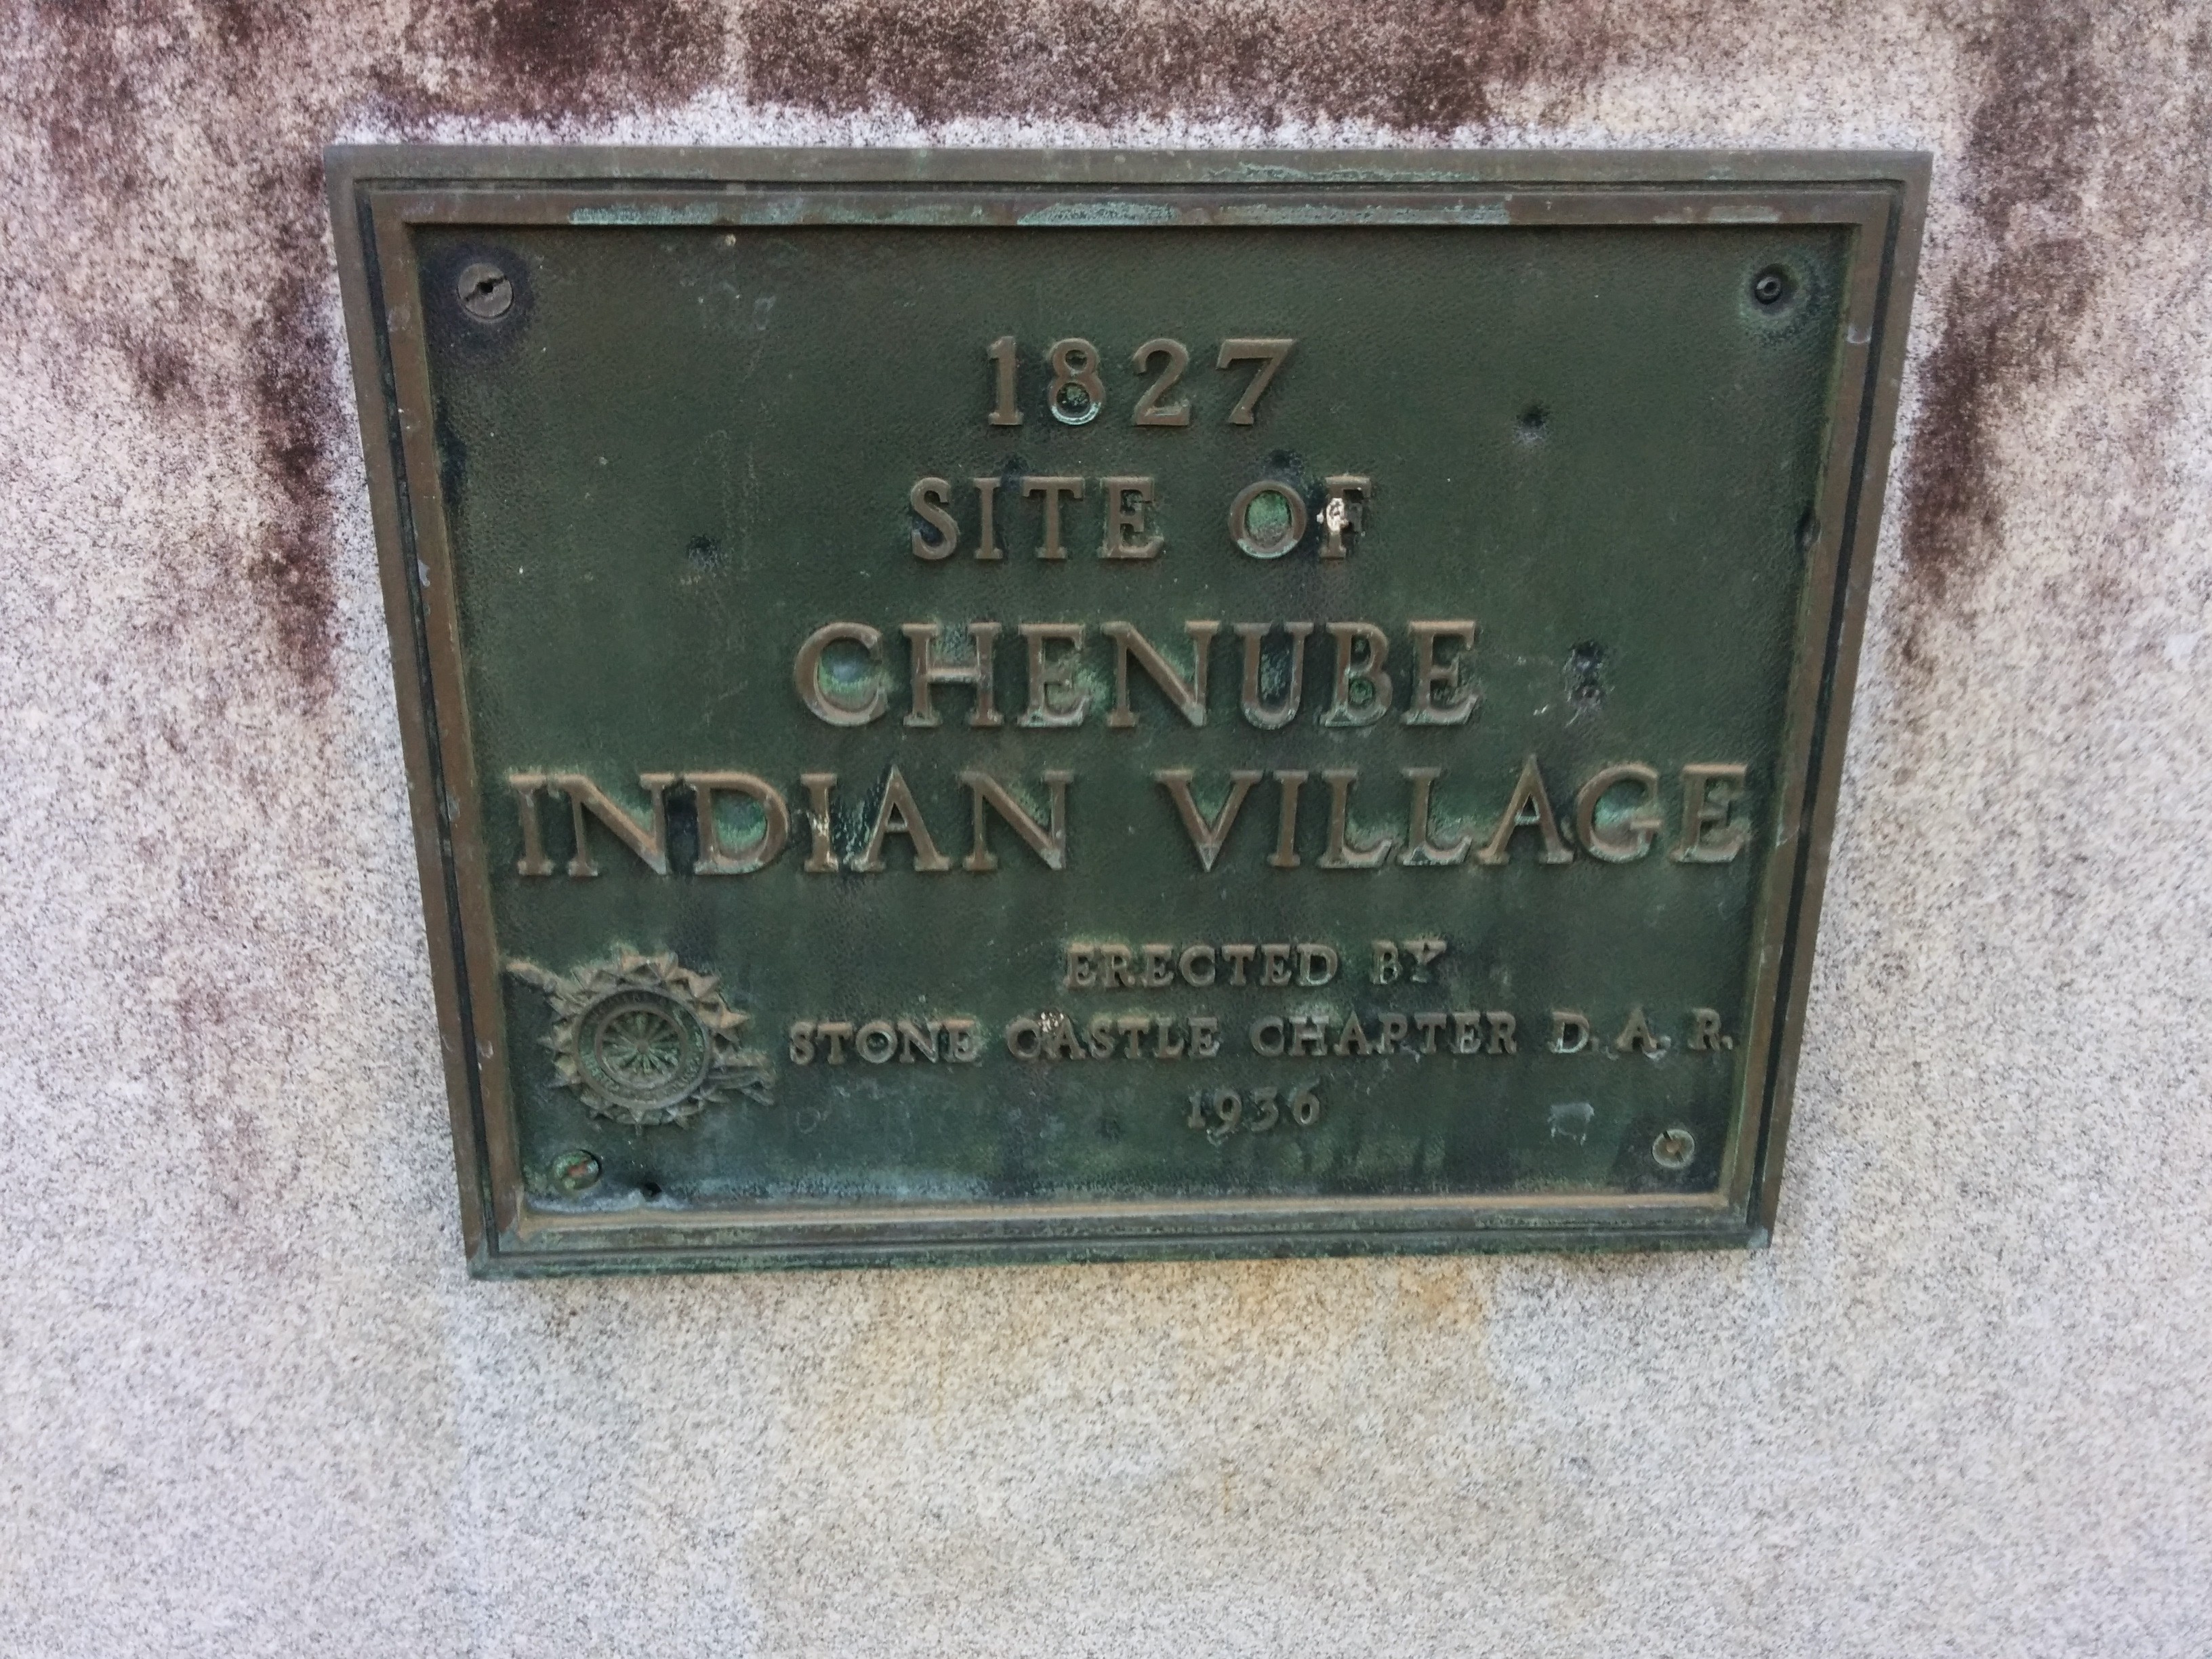 1827
SITE OF
CHENUBE
INDIAN VILLAGE
ERECTED BY
STONE CASTLE CHAPTER D. A. R.
1936